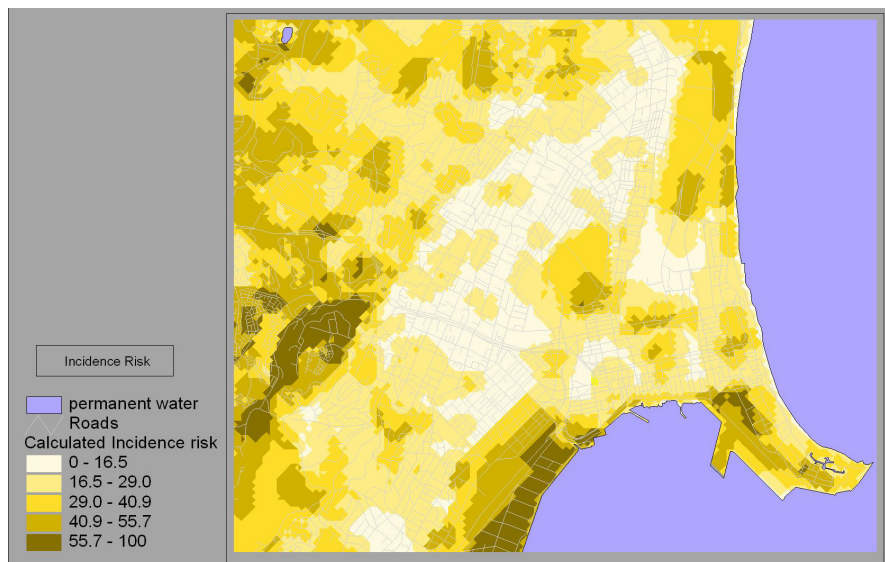 Incidence Risk
permanent water
Roads
Calculated Incidence risk
0 - 16.5
16.5 - 29.0
29.0 - 40.9
40.9 - 55.7
55.7 - 100